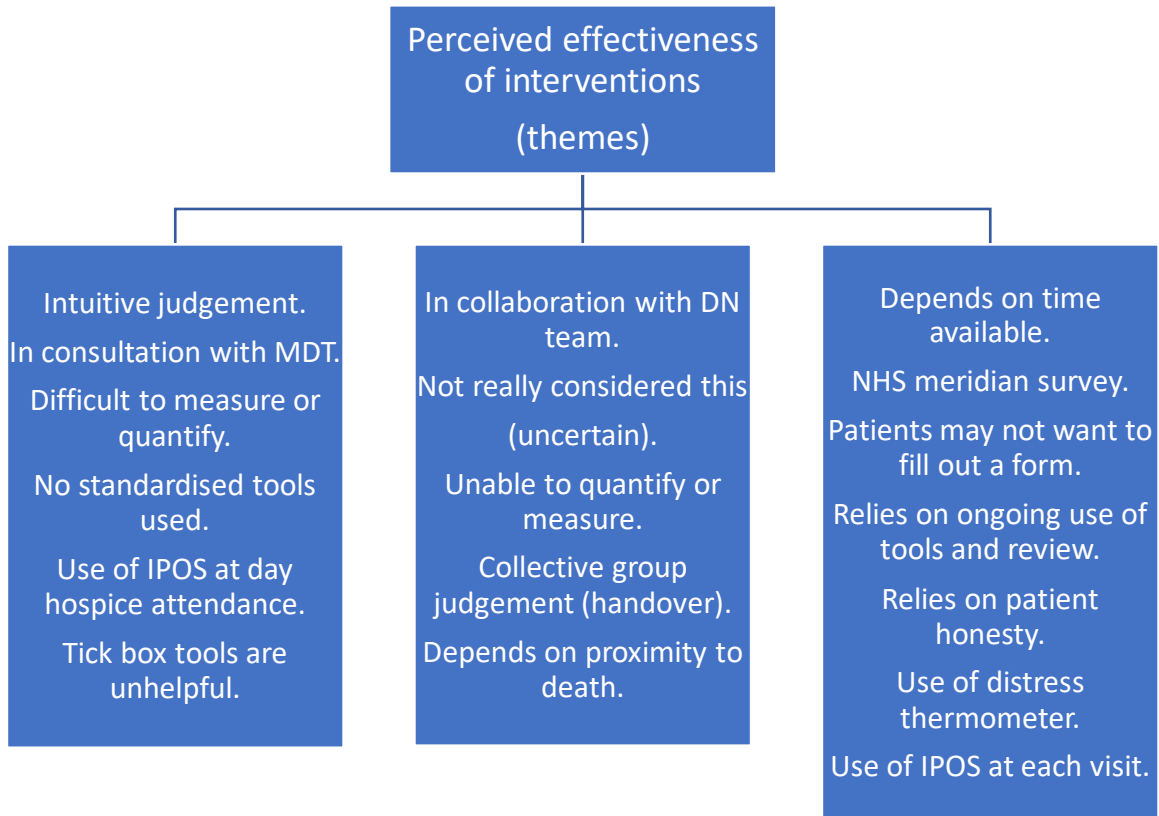 Perceived effectiveness
of interventions
(themes)
Intuitive judgement.
In consultation with MDT.
Difficult to measure or
quantify.
No standardised tools
used.
Use of IPOS at day
hospice attendance.
Tick box tools are
unhelpful.
In collaboration with DN
team.
Not really considered this
(uncertain).
Unable to quantify or
measure.
Collective group
judgement (handover).
Depends on proximity to
death.
Depends on time
available.
NHS meridian survey.
Patients may not want to
fill out a form.
Relies on ongoing use of
tools and review.
Relies on patient
honesty.
Use of distress
thermometer.
Use of IPOS at each visit.